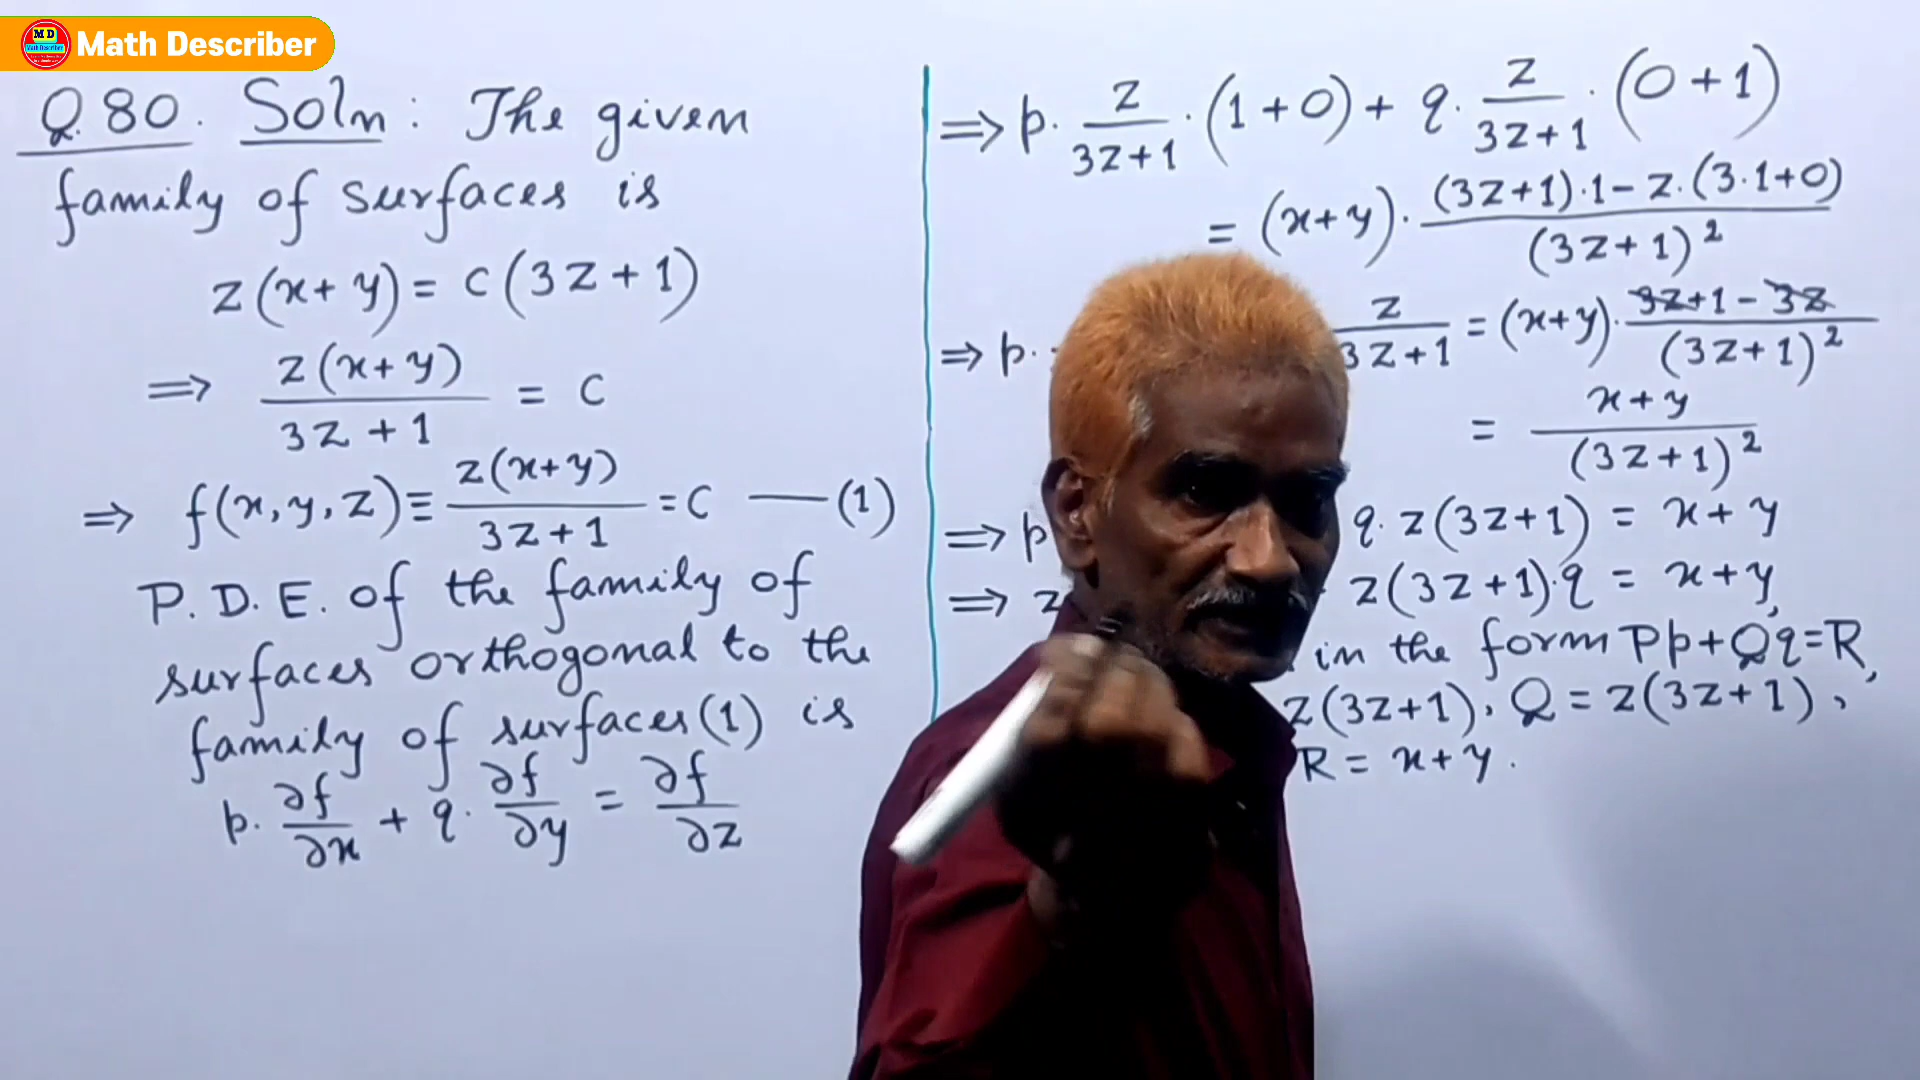 M D
Math Describer
Math Describer
Q.80. Soln: The given
family of surfaces is
z(x+y) = c(3z+1)
⇒ z(x+y)/3z+1 = c
⇒ f(x,y,z) ≡ z(x+y)/3z+1 = c —(1)
P.D.E. of the family of
surfaces orthogonal to the
family of surfaces (1) is
p. ∂f/∂x + q. ∂f/∂y = ∂f/∂z
⇒ p. z/3z+1 .(1+0) + q. z/3z+1 .(0+1)
= (x+y). (3z+1).1 - z.(3.1+0)/(3z+1)²
⇒ p. z/3z+1 = (x+y). 3z+1-3z/(3z+1)²
= x+y/(3z+1)²
⇒ p q.z(3z+1) = x+y
⇒ z z(3z+1).q = x+y,
in the form Pp+Qq=R,
z(3z+1), Q = z(3z+1),
R = x+y.